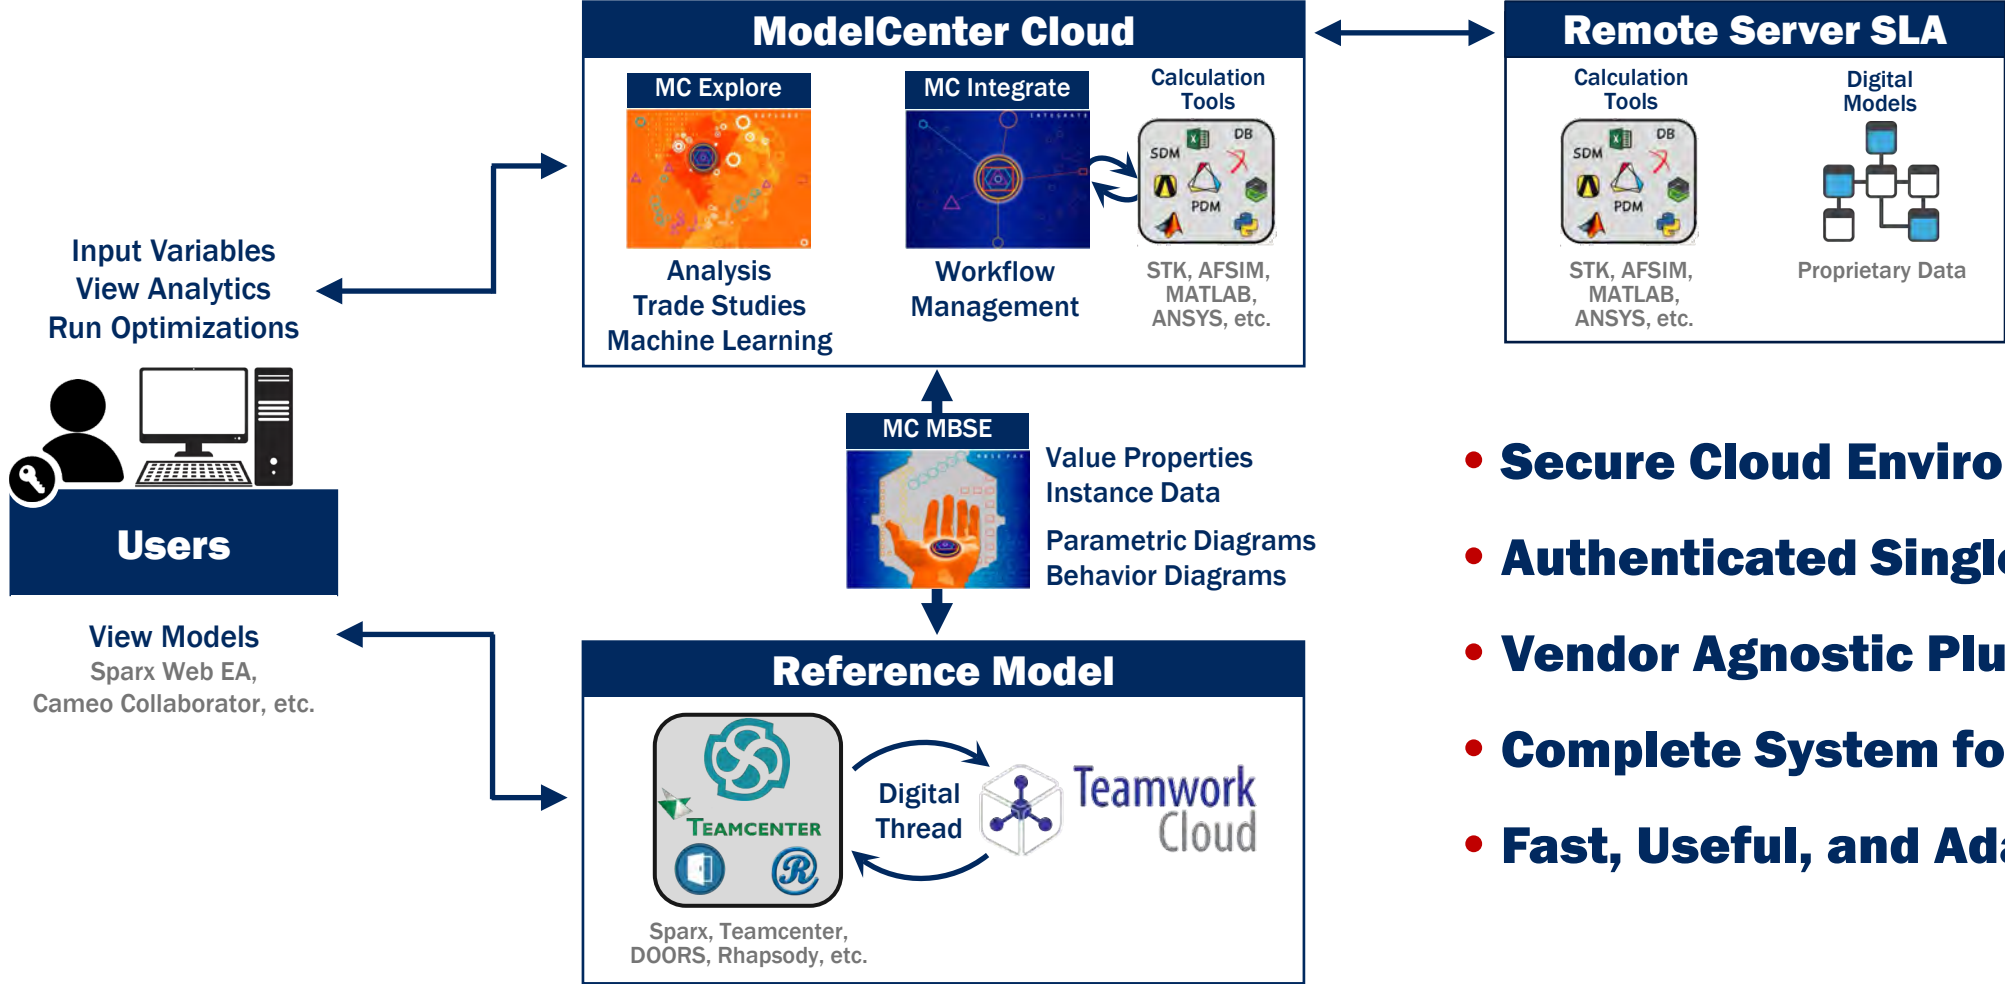 ModelCenter Cloud
MC Explore
EXPLORE
Analysis
Trade Studies
Machine Learning
MC Integrate
INTEGRATE
Workflow
Management
Calculation
Tools
DB
SDM
PDM
STK, AFSIM,
MATLAB,
ANSYS, etc.
Remote Server SLA
Calculation
Tools
DB
SDM
PDM
STK, AFSIM,
MATLAB,
ANSYS, etc.
Digital
Models
Proprietary Data
Input Variables
View Analytics
Run Optimizations
Users
View Models
Sparx Web EA,
Cameo Collaborator, etc.
MC MBSE
Value Properties
Instance Data
Parametric Diagrams
Behavior Diagrams
Reference Model
TEAMCENTER
R
Sparx, Teamcenter,
DOORS, Rhapsody, etc.
Digital
Thread
Teamwork
Cloud
• Secure Cloud Enviro
• Authenticated Single
• Vendor Agnostic Plu
• Complete System fo
• Fast, Useful, and Ada